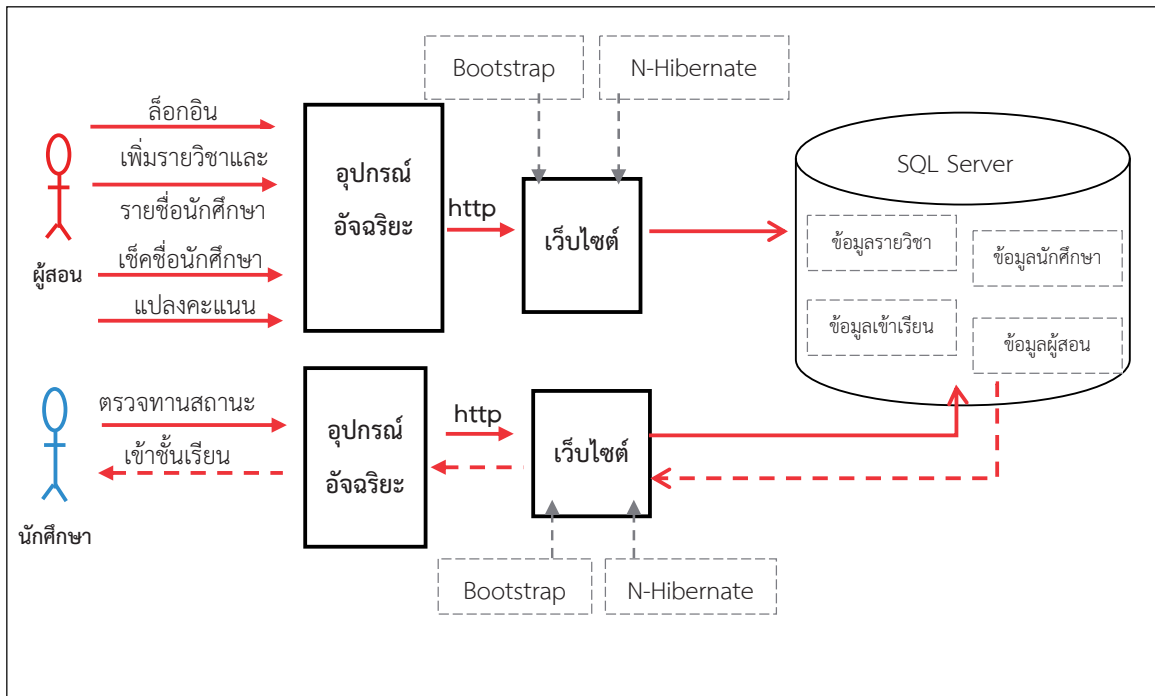 Bootstrap
N-Hibernate
ล็อกอิน
เพิ่มรายวิชาและ
รายชื่อนักศึกษา
เช็คชื่อนักศึกษา
แปลงคะแนน
ผู้สอน
อุปกรณ์
อัจฉริยะ
http
เว็บไซต์
SQL Server
ข้อมูลรายวิชา
ข้อมูลนักศึกษา
ข้อมูลเข้าเรียน
ข้อมูลผู้สอน
ตรวจทานสถานะ
เข้าชั้นเรียน
นักศึกษา
อุปกรณ์
อัจฉริยะ
http
เว็บไซต์
Bootstrap
N-Hibernate